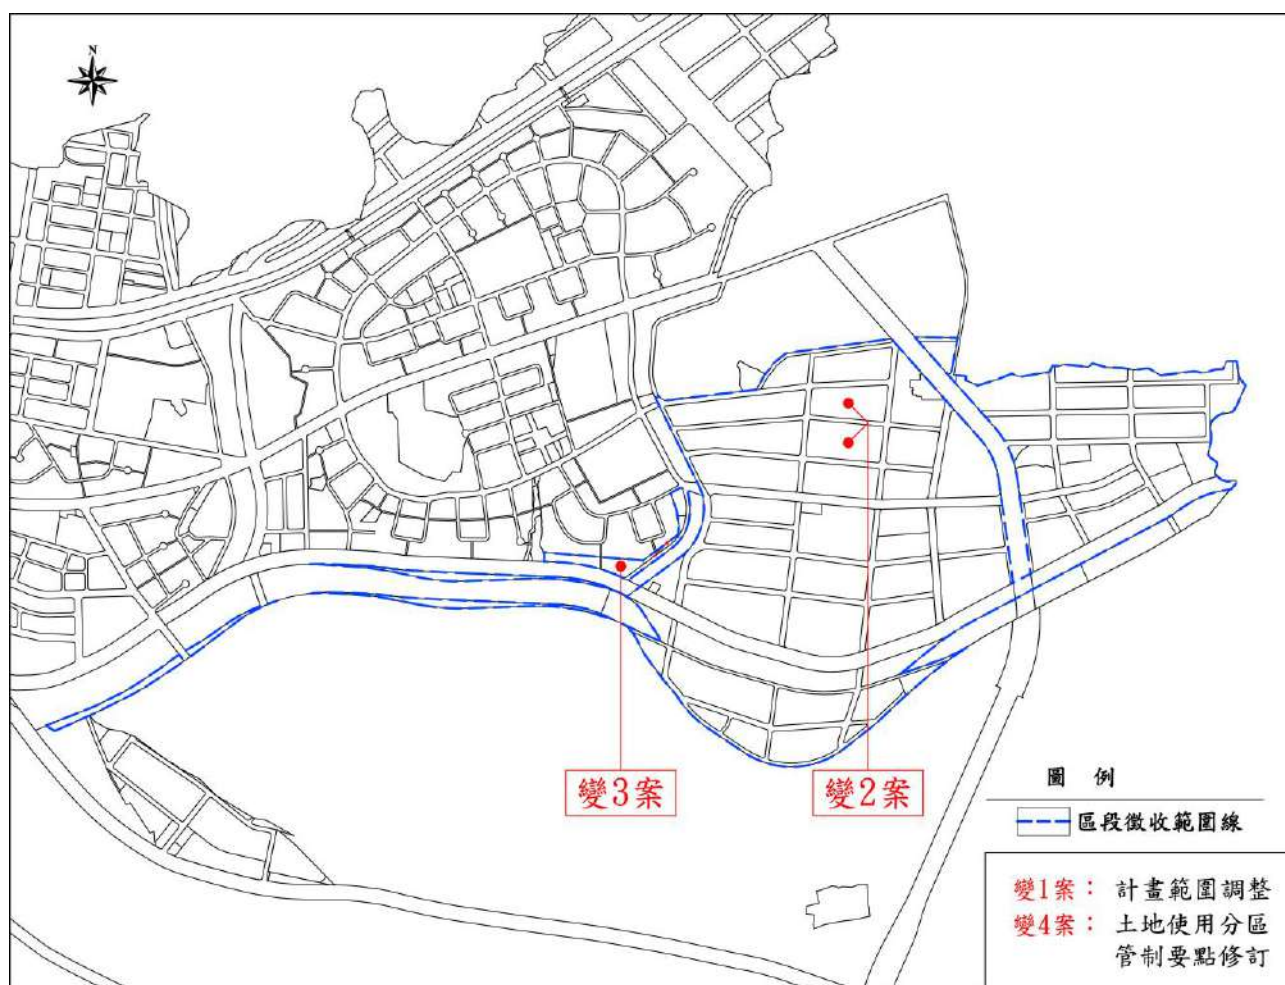 N
變3案
變2案
圖 例
區段徵收範圍線
變1案： 計畫範圍調整
變4案： 土地使用分區
管制要點修訂